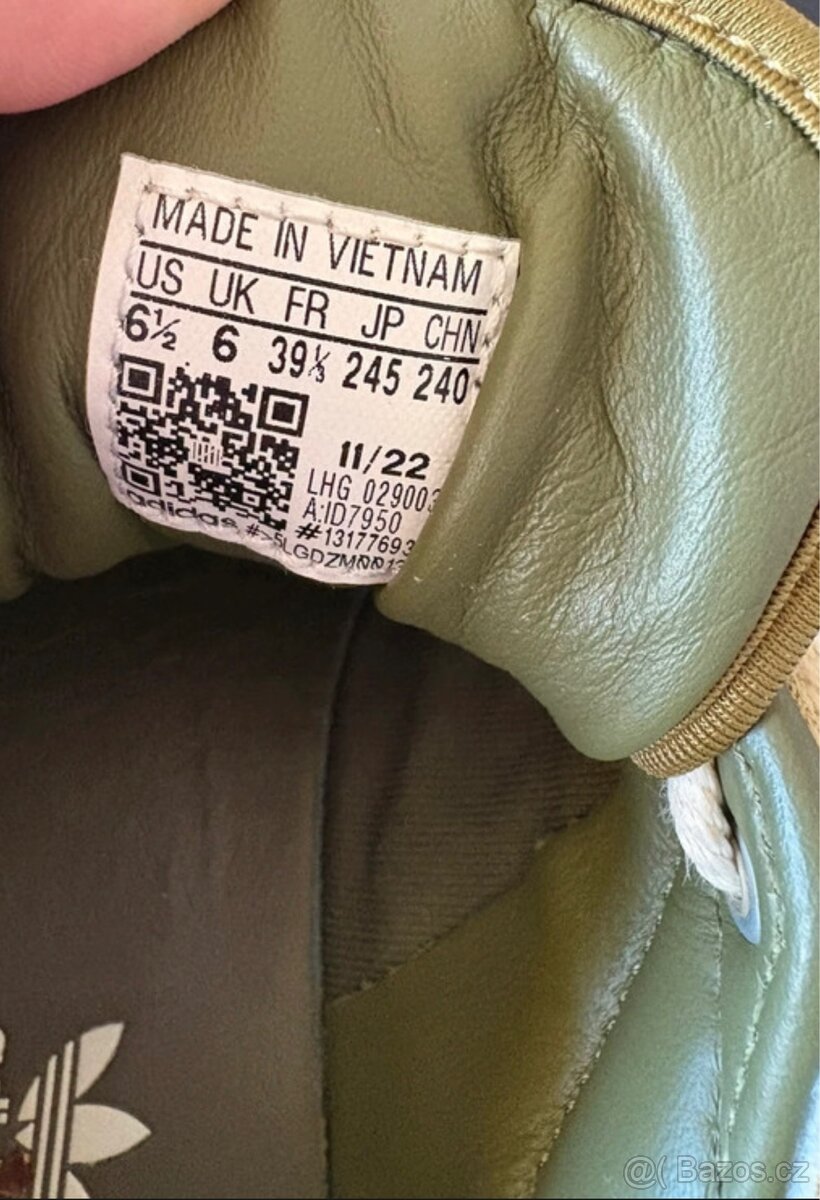 MADE IN VIETNAM
US UK FR JP CHN
6½ 6 39⅓ 245 240
11/22
LHG 029003
A:ID7950
#13177693
adidas #>5LGDZM0013
@( Bazos.cz